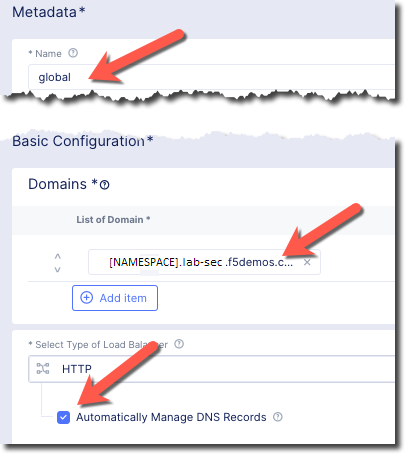 Metadata*
* Name
global
Basic Configuration*
Domains *
List of Domain *
[NAMESPACE].lab-sec .f5demos.c...
Add item
* Select Type of Load Balancer
HTTP
Automatically Manage DNS Records